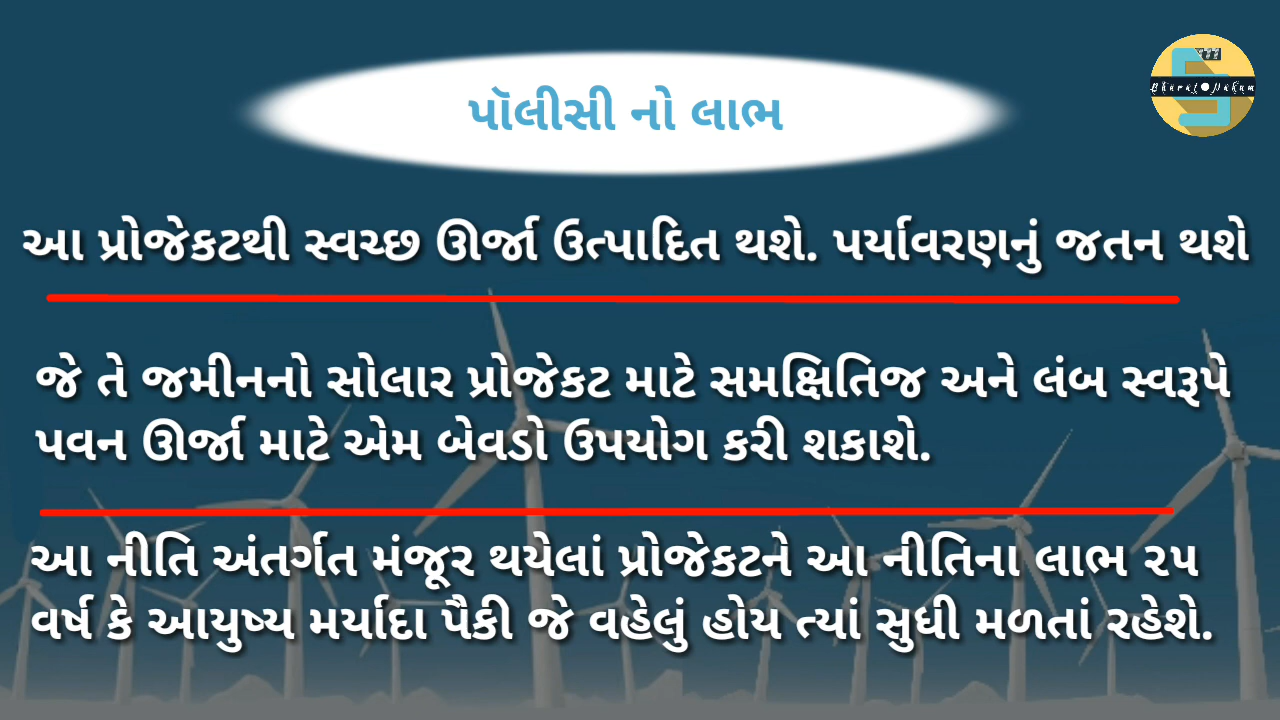 પૉલીસી નો લાભ
આ પ્રોજેકટથી સ્વચ્છ ઊર્જા ઉત્પાદિત થશે. પર્યાવરણનું જતન થશે
જે તે જમીનનો સોલાર પ્રોજેકટ માટે સમક્ષિતિજ અને લંબ સ્વરૂપે
પવન ઊર્જા માટે એમ બેવડો ઉપયોગ કરી શકાશે.
આ નીતિ અંતર્ગત મંજૂર થયેલાં પ્રોજેકટને આ નીતિના લાભ ૨૫
વર્ષ કે આયુષ્ય મર્યાદા પૈકી જે વહેલું હોય ત્યાં સુધી મળતાં રહેશે.